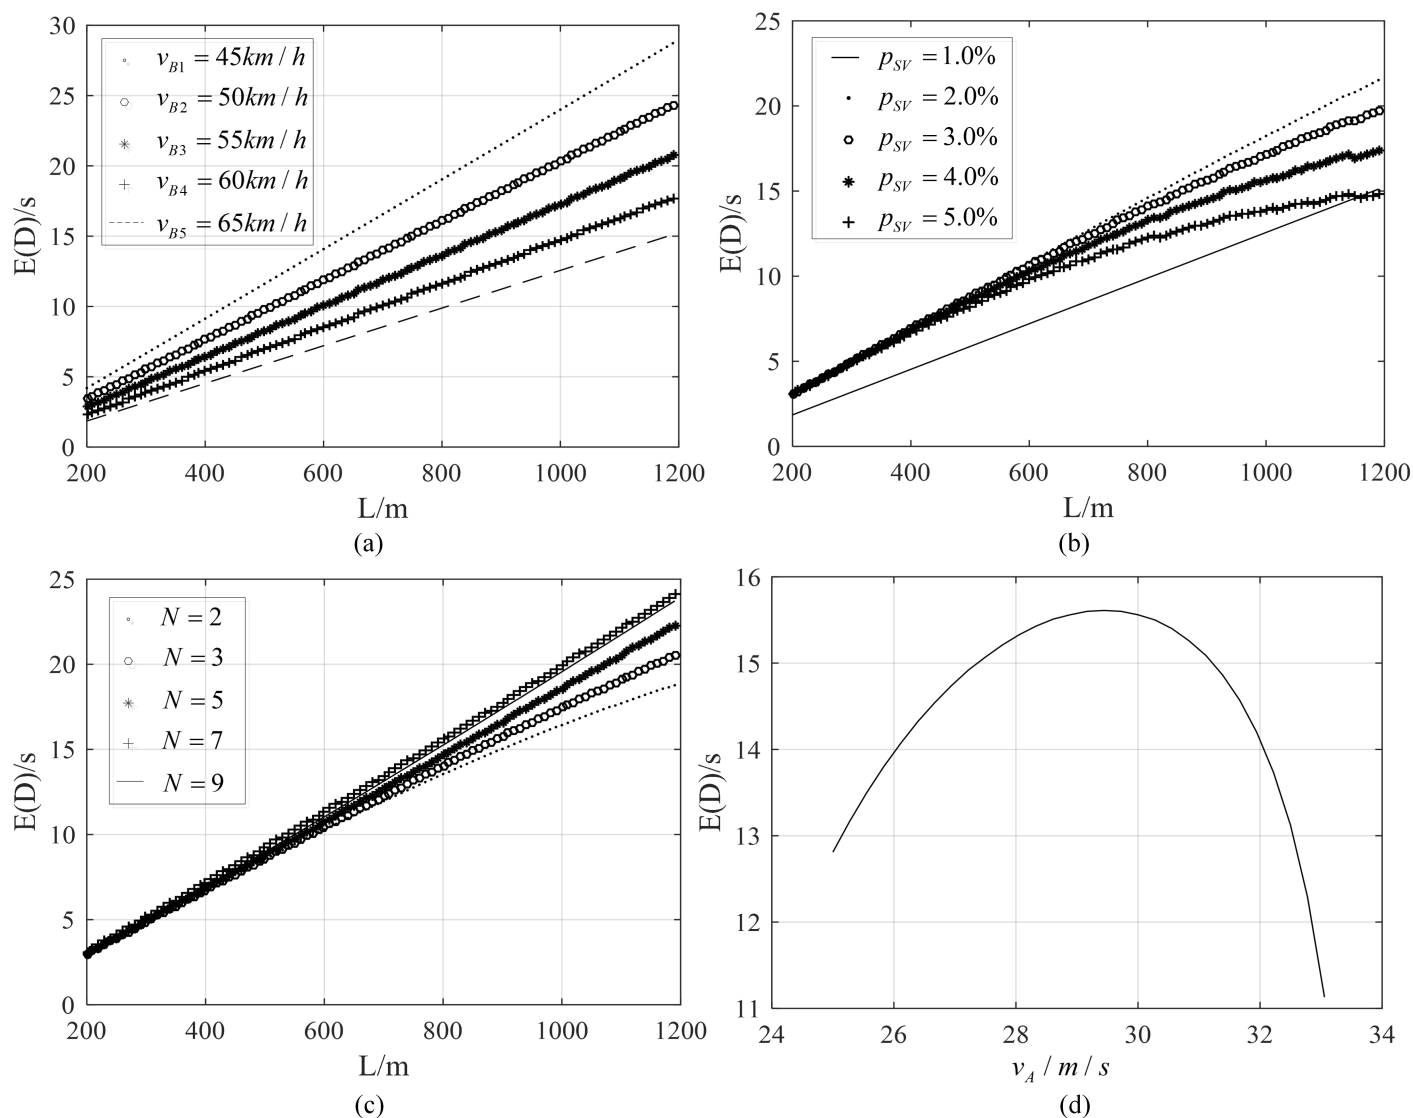 E(D)/s
30
25
20
15
10
5
0
v_{B1} = 45km / h
v_{B2} = 50km / h
v_{B3} = 55km / h
v_{B4} = 60km / h
v_{B5} = 65km / h
200 400 600 800 1000 1200
L/m
(a)
E(D)/s
25
20
15
10
5
0
p_{SV} = 1.0%
p_{SV} = 2.0%
p_{SV} = 3.0%
p_{SV} = 4.0%
p_{SV} = 5.0%
200 400 600 800 1000 1200
L/m
(b)
E(D)/s
25
20
15
10
5
0
N = 2
N = 3
N = 5
N = 7
N = 9
200 400 600 800 1000 1200
L/m
(c)
E(D)/s
16
15
14
13
12
11
24 26 28 30 32 34
v_A / m / s
(d)